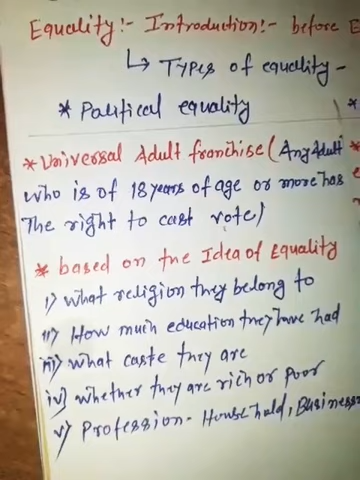 Equality:- Introduction:- before E
↳ Types of equality -
* Political equality
* Universal Adult franchise (Any Adult
who is of 18 years of age or more has
The right to cast vote)
* based on the Idea of Equality
i) what religion they belong to
ii) How much education they have had
iii) what caste they are
iv) whether they are rich or poor
v) Profession - Household, Business